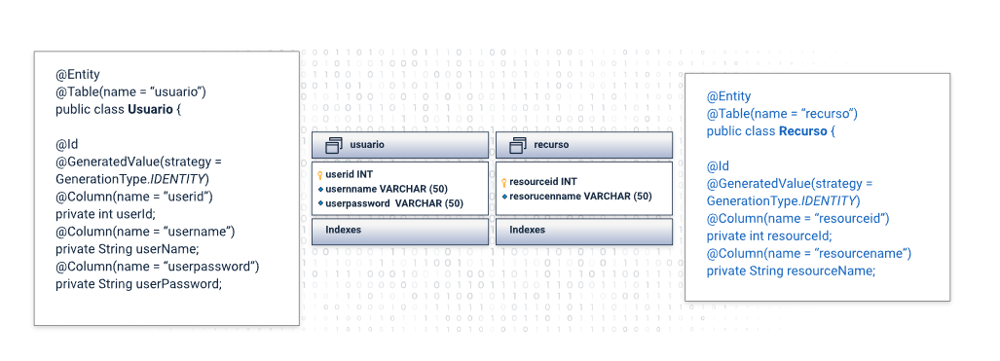 @Entity
@Table(name = “usuario”)
public class Usuario {
@Id
@GeneratedValue(strategy =
GenerationType.IDENTITY)
@Column(name = “userid”)
private int userId;
@Column(name = “username”)
private String userName;
@Column(name = “userpassword”)
private String userPassword;
usuario
userid INT
usernname VARCHAR (50)
userpassword VARCHAR (50)
Indexes
recurso
resourceid INT
resorucenname VARCHAR (50)
Indexes
@Entity
@Table(name = “recurso”)
public class Recurso {
@Id
@GeneratedValue(strategy =
GenerationType.IDENTITY)
@Column(name = “resourceid”)
private int resourceId;
@Column(name = “resourcename”)
private String resourceName;